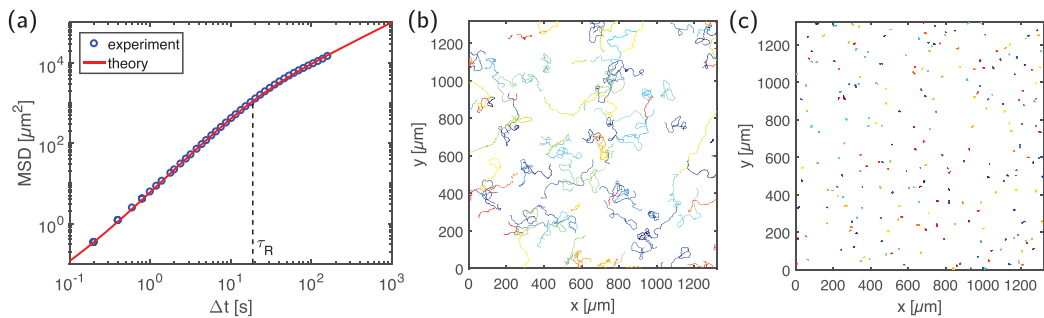 (a)
MSD [μm²]
10⁴
10²
10⁰
experiment
theory
τ_R
10⁻¹ 10⁰ 10¹ 10² 10³
Δt [s]
(b)
y [μm]
1200
1000
800
600
400
200
0
0 200 400 600 800 1000 1200
x [μm]
(c)
y [μm]
1200
1000
800
600
400
200
0
0 200 400 600 800 1000 1200
x [μm]